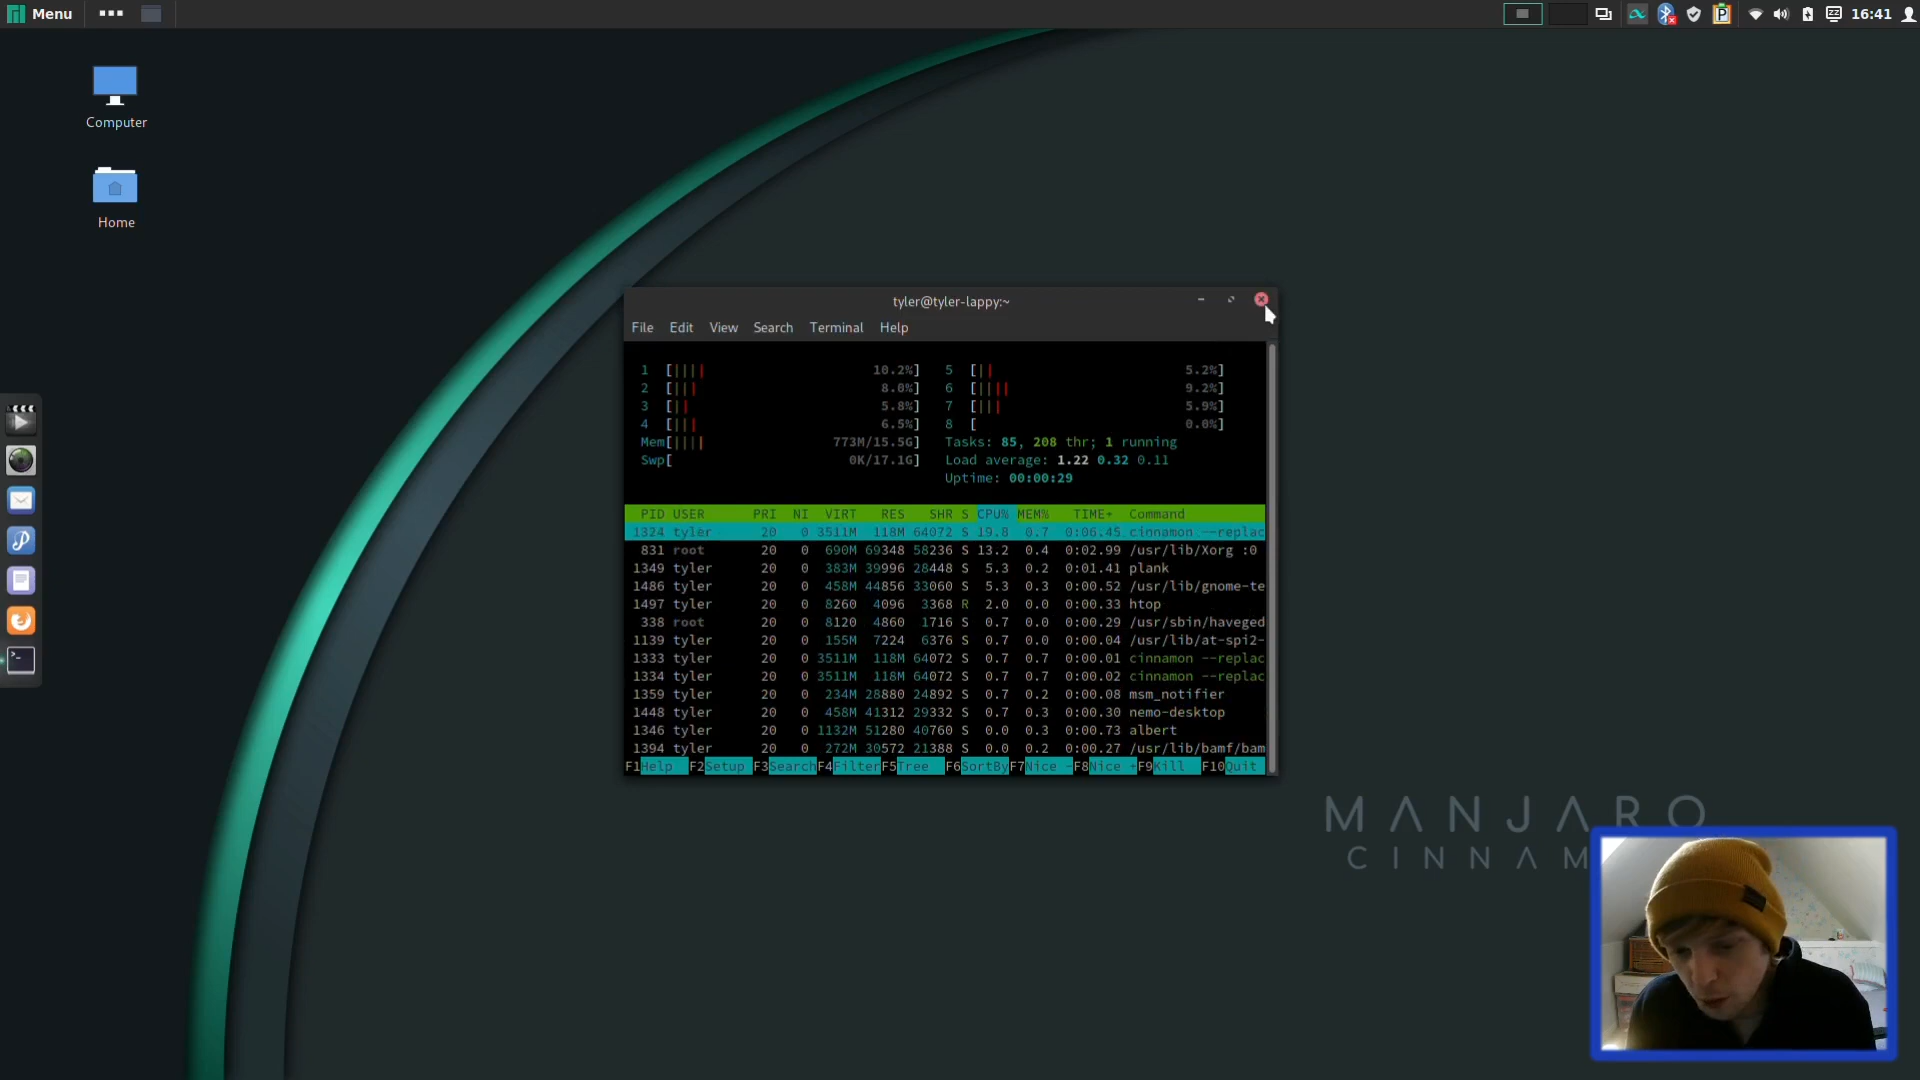 Menu
P
16:41
Computer
Home
tyler@tyler-lappy:~
File Edit View Search Terminal Help
1 [|||| 10.2%] 5 [|| 5.2%]
2 [||| 8.0%] 6 [|||| 9.2%]
3 [|| 5.8%] 7 [||| 5.9%]
4 [||| 6.5%] 8 [ 0.0%]
Mem[|||| 773M/15.5G] Tasks: 85, 208 thr; 1 running
Swp[ 0K/17.1G] Load average: 1.22 0.32 0.11
Uptime: 00:00:29
PID USER PRI NI VIRT RES SHR S CPU% MEM% TIME+ Command
1324 tyler 20 0 3511M 118M 64072 S 19.8 0.7 0:06.45 cinnamon --replac
831 root 20 0 690M 69348 58236 S 13.2 0.4 0:02.99 /usr/lib/Xorg :0
1349 tyler 20 0 383M 39996 28448 S 5.3 0.2 0:01.41 plank
1486 tyler 20 0 458M 44856 33060 S 5.3 0.3 0:00.52 /usr/lib/gnome-te
1497 tyler 20 0 8260 4096 3368 R 2.0 0.0 0:00.33 htop
338 root 20 0 8120 4860 1716 S 0.7 0.0 0:00.29 /usr/sbin/haveged
1139 tyler 20 0 155M 7224 6376 S 0.7 0.0 0:00.04 /usr/lib/at-spi2-
1333 tyler 20 0 3511M 118M 64072 S 0.7 0.7 0:00.01 cinnamon --replac
1334 tyler 20 0 3511M 118M 64072 S 0.7 0.7 0:00.02 cinnamon --replac
1359 tyler 20 0 234M 28880 24892 S 0.7 0.2 0:00.08 msm_notifier
1448 tyler 20 0 458M 41312 29332 S 0.7 0.3 0:00.30 nemo-desktop
1346 tyler 20 0 1132M 51280 40760 S 0.0 0.3 0:00.73 albert
1394 tyler 20 0 272M 30572 21388 S 0.0 0.2 0:00.27 /usr/lib/bamf/bam
F1Help F2Setup F3SearchF4FilterF5Tree F6SortByF7Nice -F8Nice +F9Kill F10Quit
MANJARO
CINNAM